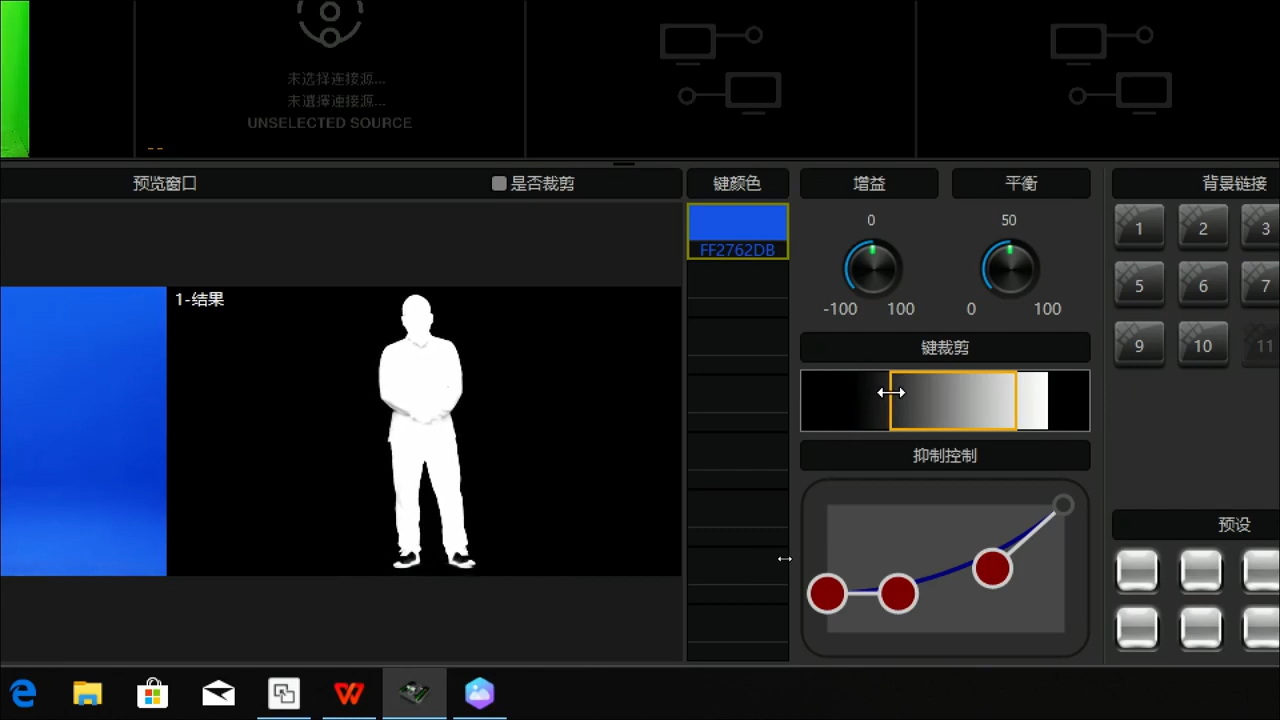 未选择连接源...
未選擇連接源...
UNSELECTED SOURCE
--
预览窗口
是否裁剪
键颜色
增益
平衡
背景链接
FF2762DB
0
50
-100
100
0
100
1
2
3
5
6
7
9
10
11
1-结果
键裁剪
抑制控制
预设